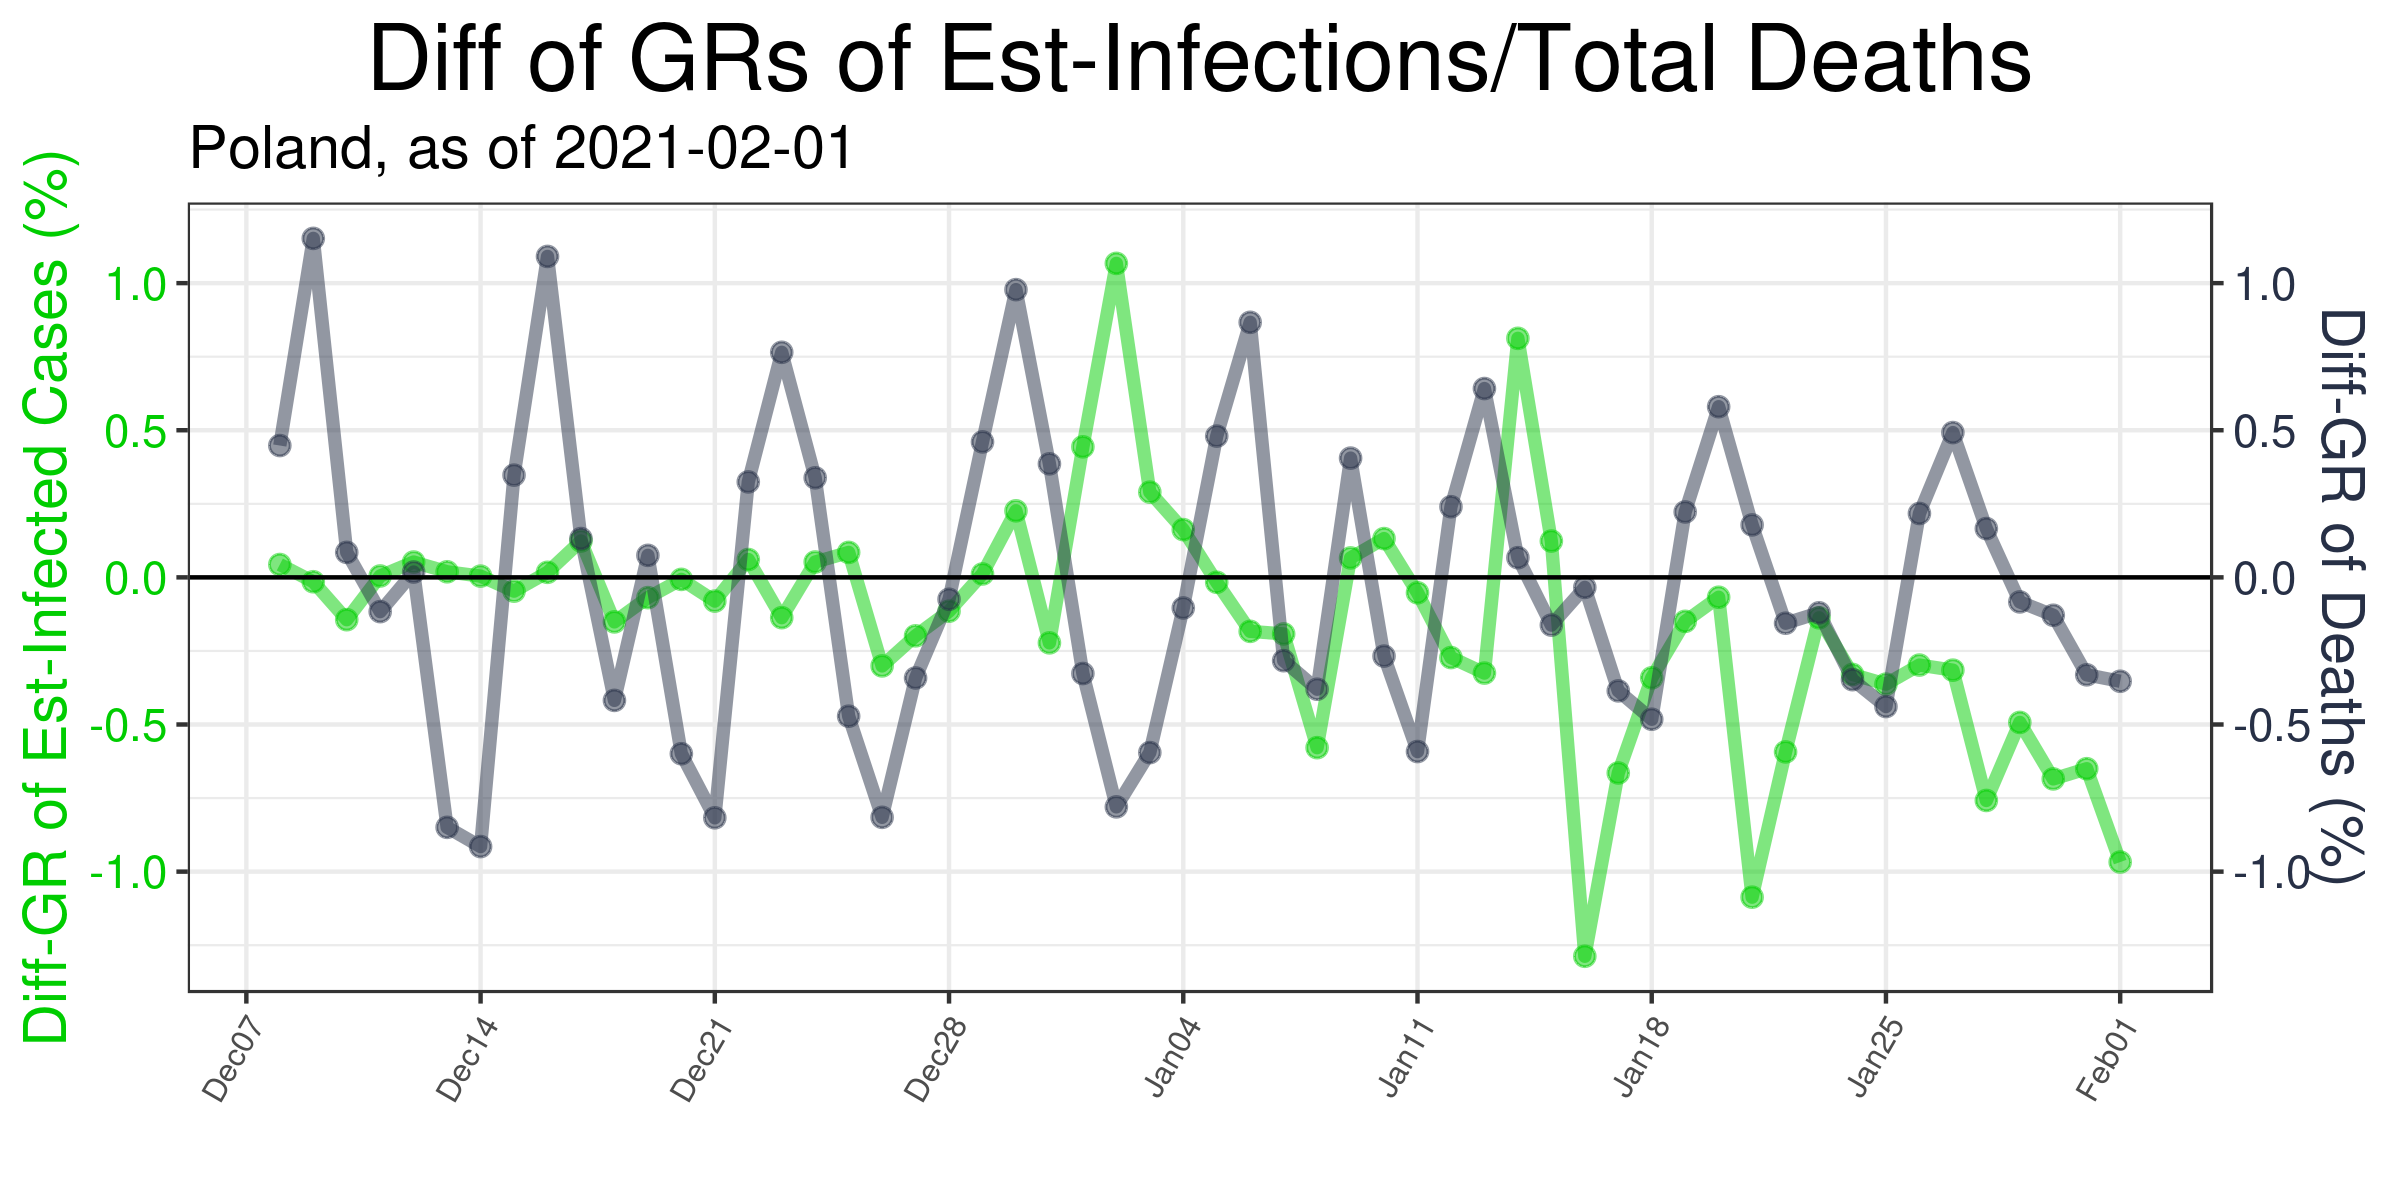 Diff of GRs of Est-Infections/Total Deaths
Poland, as of 2021-02-01
Diff-GR of Est-Infected Cases (%)
1.0
0.5
0.0
-0.5
-1.0
1.0
0.5
0.0
-0.5
-1.0
Diff-GR of Deaths (%)
Dec07
Dec14
Dec21
Dec28
Jan04
Jan11
Jan18
Jan25
Feb01